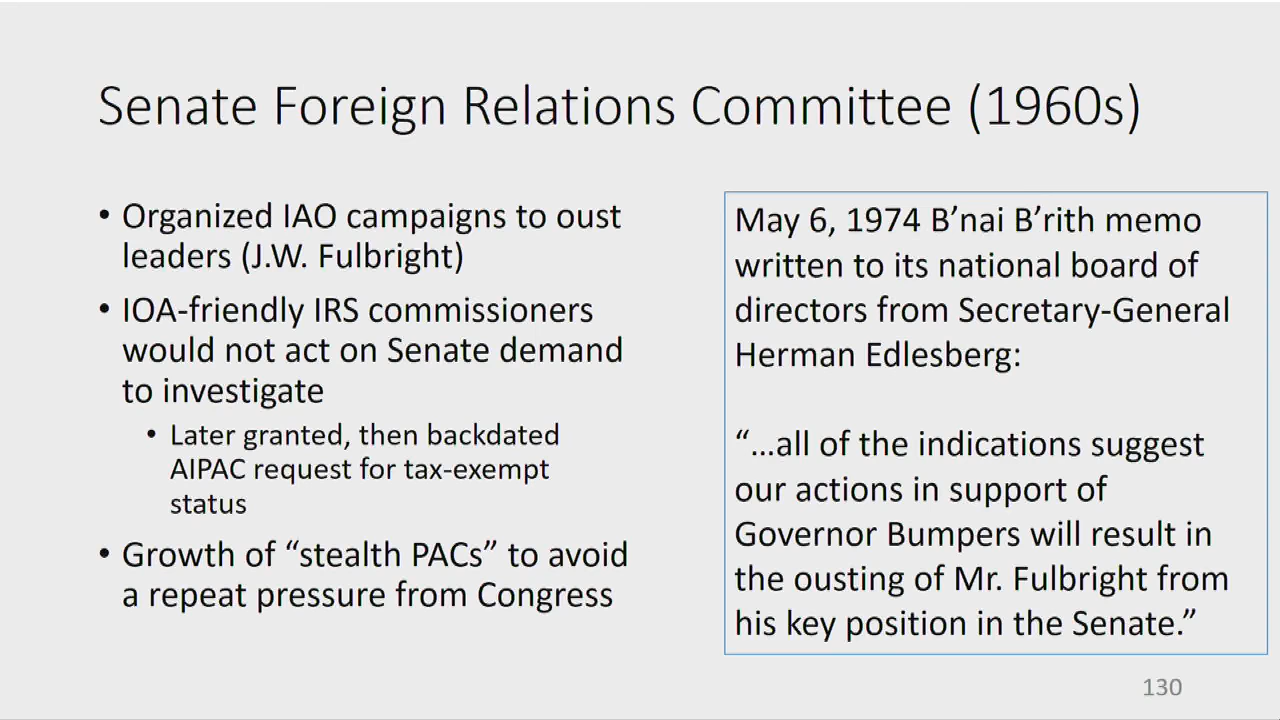 Senate Foreign Relations Committee (1960s)
• Organized IAO campaigns to oust
leaders (J.W. Fulbright)
• IOA-friendly IRS commissioners
would not act on Senate demand
to investigate
• Later granted, then backdated
AIPAC request for tax-exempt
status
• Growth of “stealth PACs” to avoid
a repeat pressure from Congress
May 6, 1974 B’nai B’rith memo
written to its national board of
directors from Secretary-General
Herman Edlesberg:
“…all of the indications suggest
our actions in support of
Governor Bumpers will result in
the ousting of Mr. Fulbright from
his key position in the Senate.”
130